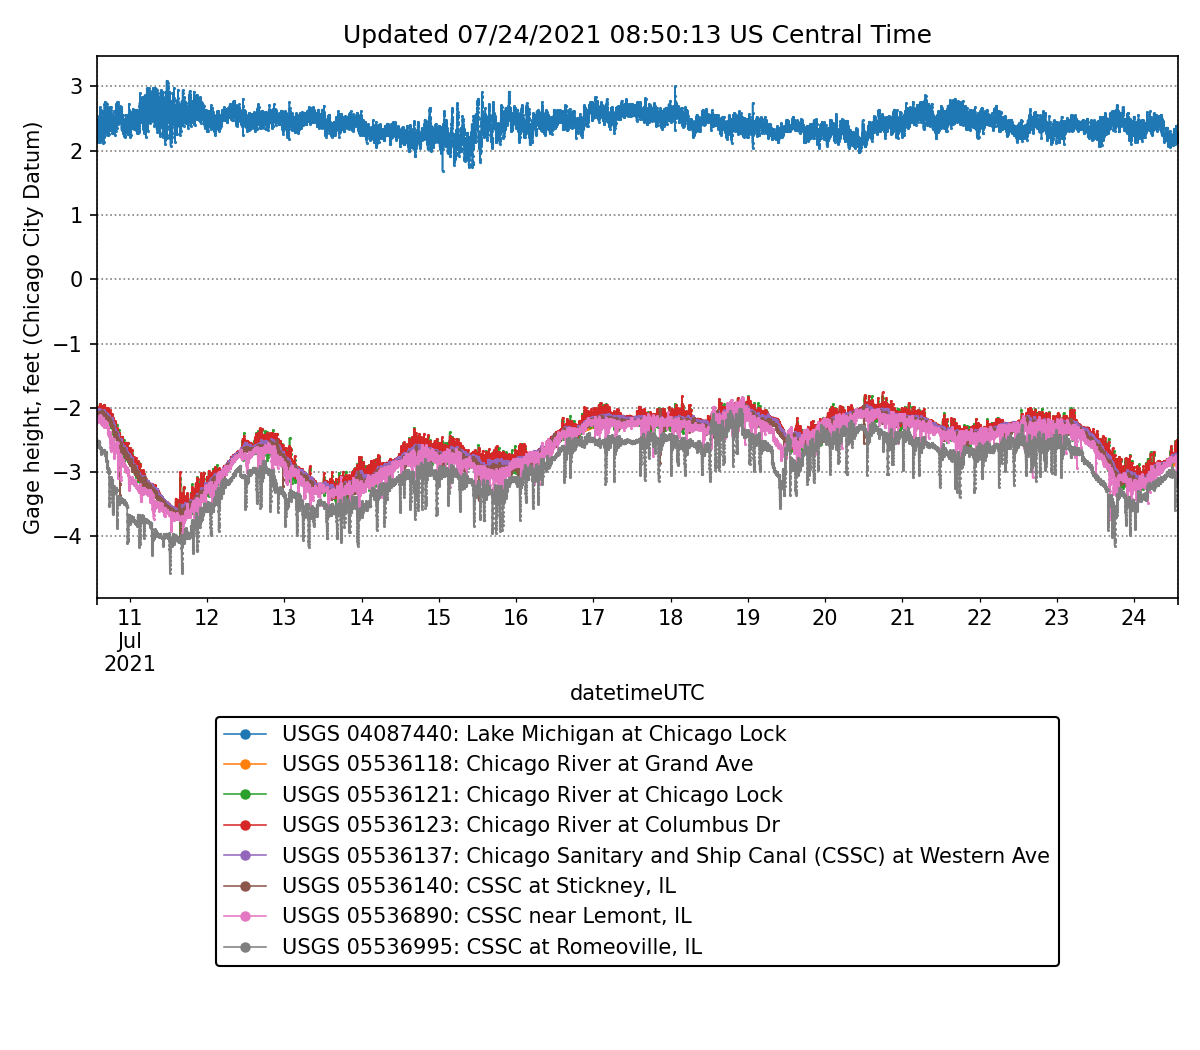 Updated 07/24/2021 08:50:13 US Central Time
Gage height, feet (Chicago City Datum)
3
2
1
0
−1
−2
−3
−4
11 12 13 14 15 16 17 18 19 20 21 22 23 24
Jul
2021
datetimeUTC
USGS 04087440: Lake Michigan at Chicago Lock
USGS 05536118: Chicago River at Grand Ave
USGS 05536121: Chicago River at Chicago Lock
USGS 05536123: Chicago River at Columbus Dr
USGS 05536137: Chicago Sanitary and Ship Canal (CSSC) at Western Ave
USGS 05536140: CSSC at Stickney, IL
USGS 05536890: CSSC near Lemont, IL
USGS 05536995: CSSC at Romeoville, IL